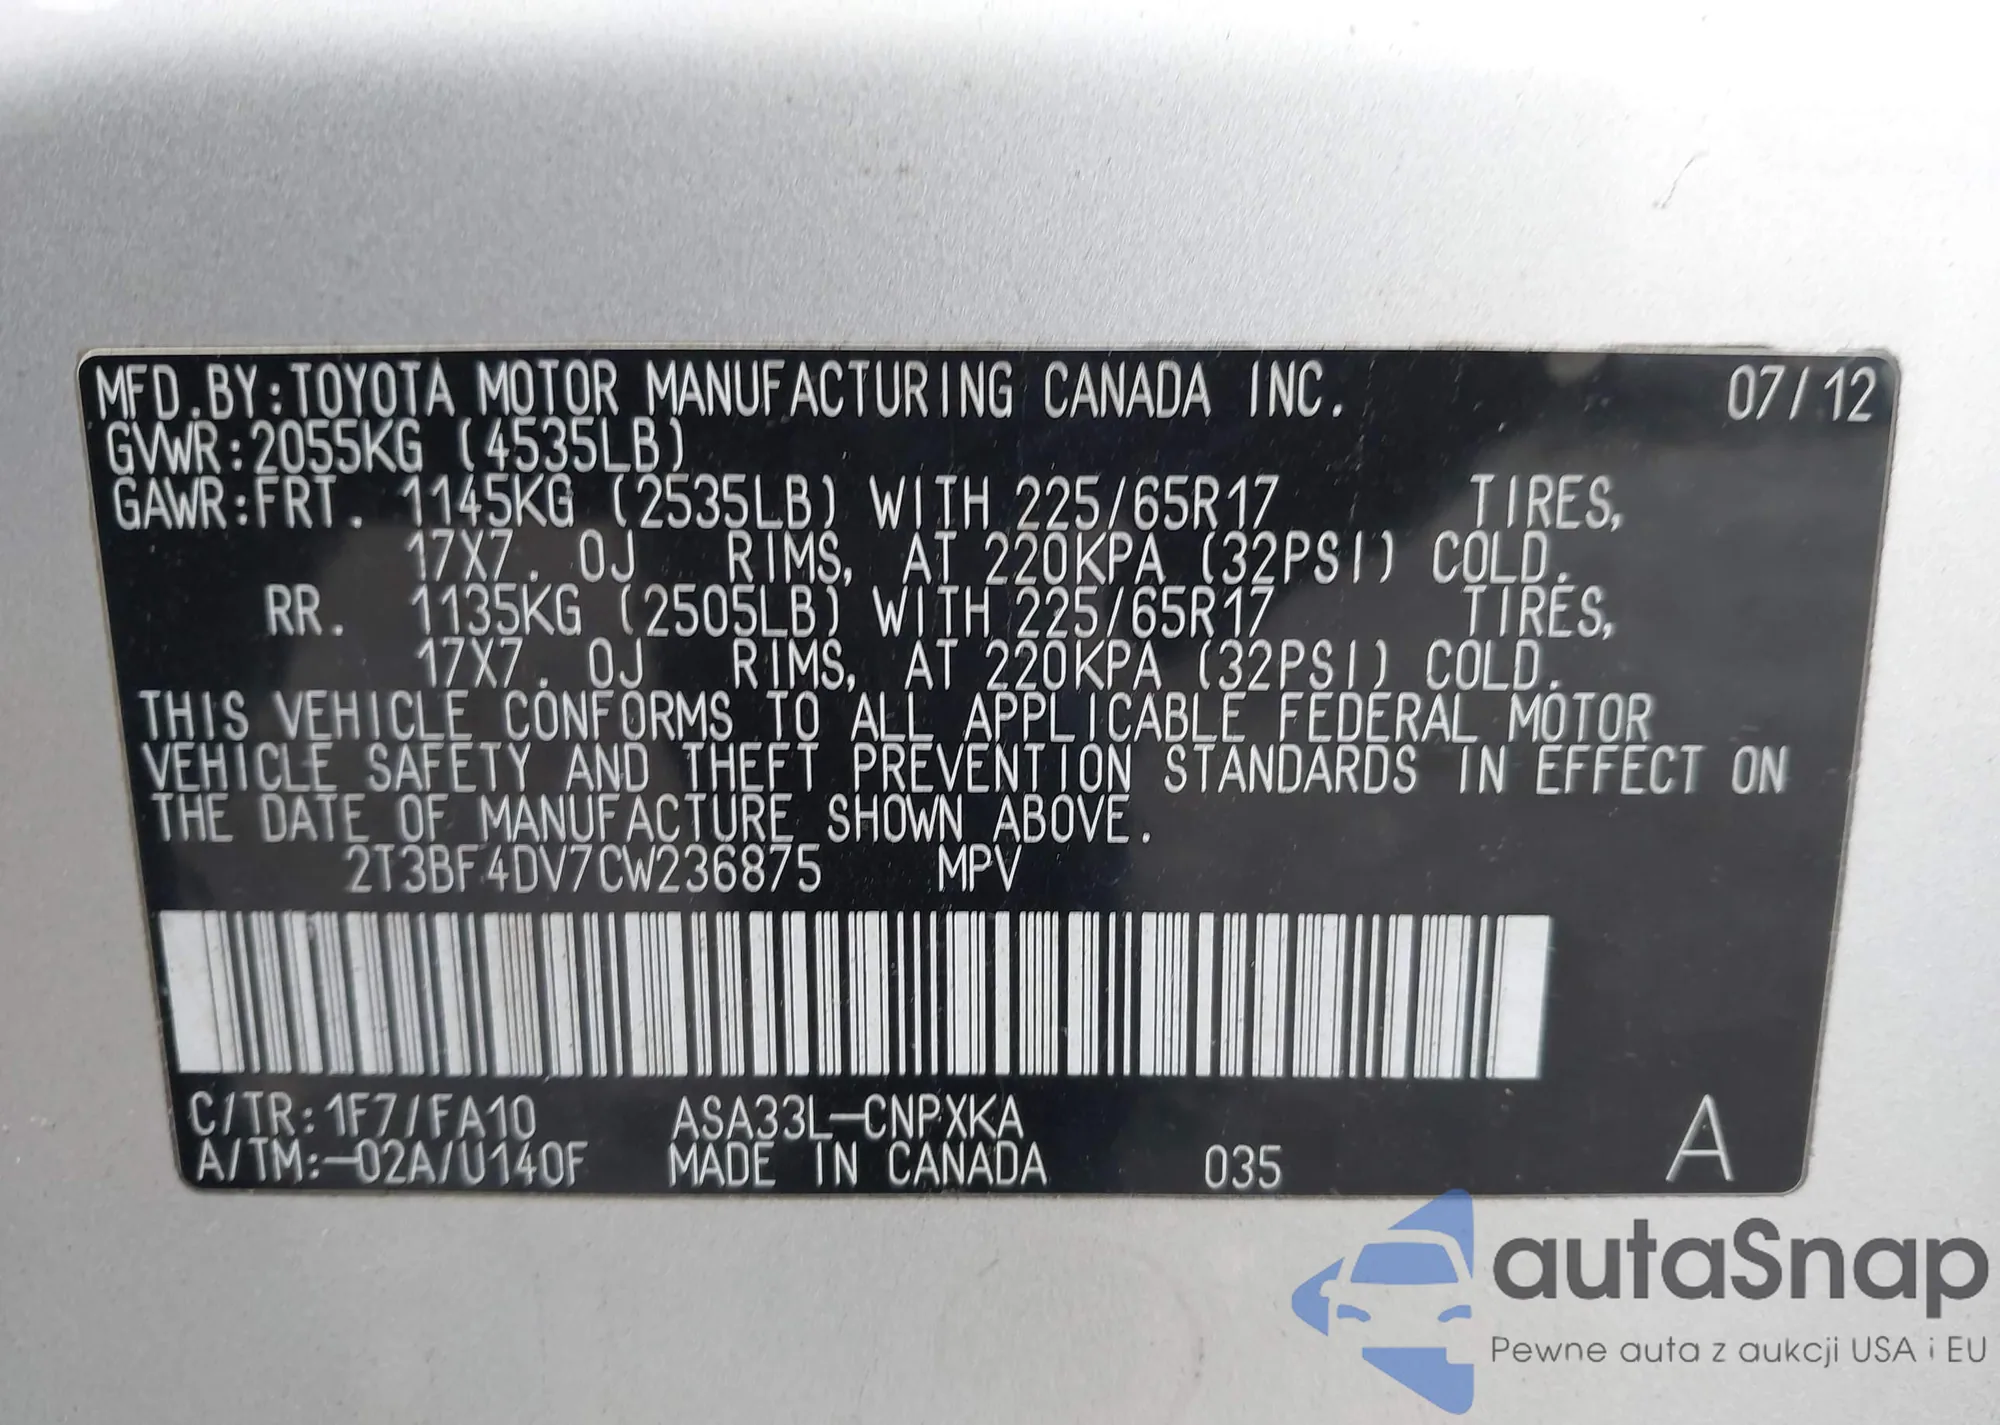 MFD.BY:TOYOTA MOTOR MANUFACTURING CANADA INC. 07/12
GVWR:2055KG (4535LB)
GAWR:FRT. 1145KG (2535LB) WITH 225/65R17 TIRES,
17X7.0J RIMS, AT 220KPA (32PSI) COLD.
RR. 1135KG (2505LB) WITH 225/65R17 TIRES,
17X7.0J RIMS, AT 220KPA (32PSI) COLD.
THIS VEHICLE CONFORMS TO ALL APPLICABLE FEDERAL MOTOR
VEHICLE SAFETY AND THEFT PREVENTION STANDARDS IN EFFECT ON
THE DATE OF MANUFACTURE SHOWN ABOVE.
2T3BF4DV7CW236875 MPV
C/TR:1F7/FA10 ASA33L-CNPXKA
A/TM:-02A/U140F MADE IN CANADA 035 A
autaSnap
Pewne auta z aukcji USA i EU